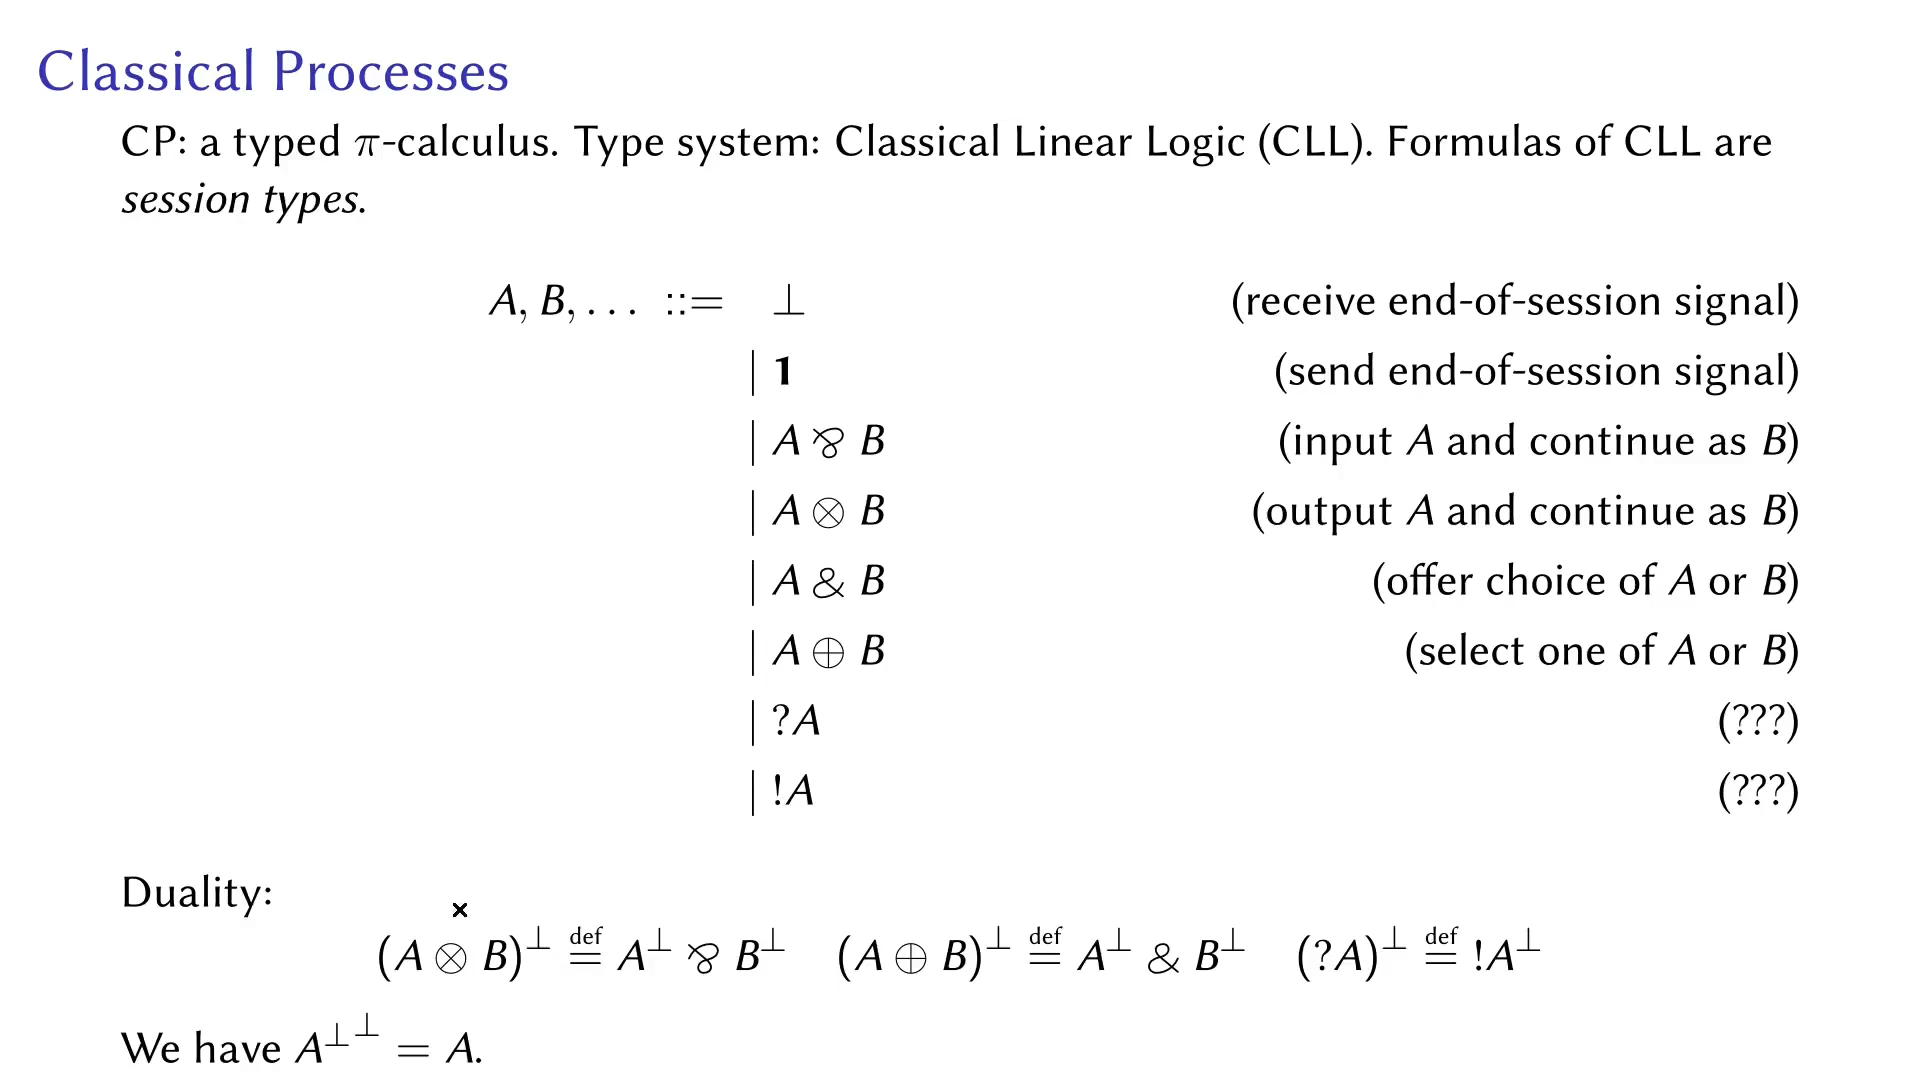 Classical Processes
CP: a typed π-calculus. Type system: Classical Linear Logic (CLL). Formulas of CLL are
session types.
A, B, . . . ::= ⊥ (receive end-of-session signal)
| 1 (send end-of-session signal)
| A ⅋ B (input A and continue as B)
| A ⊗ B (output A and continue as B)
| A & B (offer choice of A or B)
| A ⊕ B (select one of A or B)
| ?A (???)
| !A (???)
Duality:
(A ⊗ B)^⊥ ≝ A^⊥ ⅋ B^⊥ (A ⊕ B)^⊥ ≝ A^⊥ & B^⊥ (?A)^⊥ ≝ !A^⊥
We have A^⊥^⊥ = A.